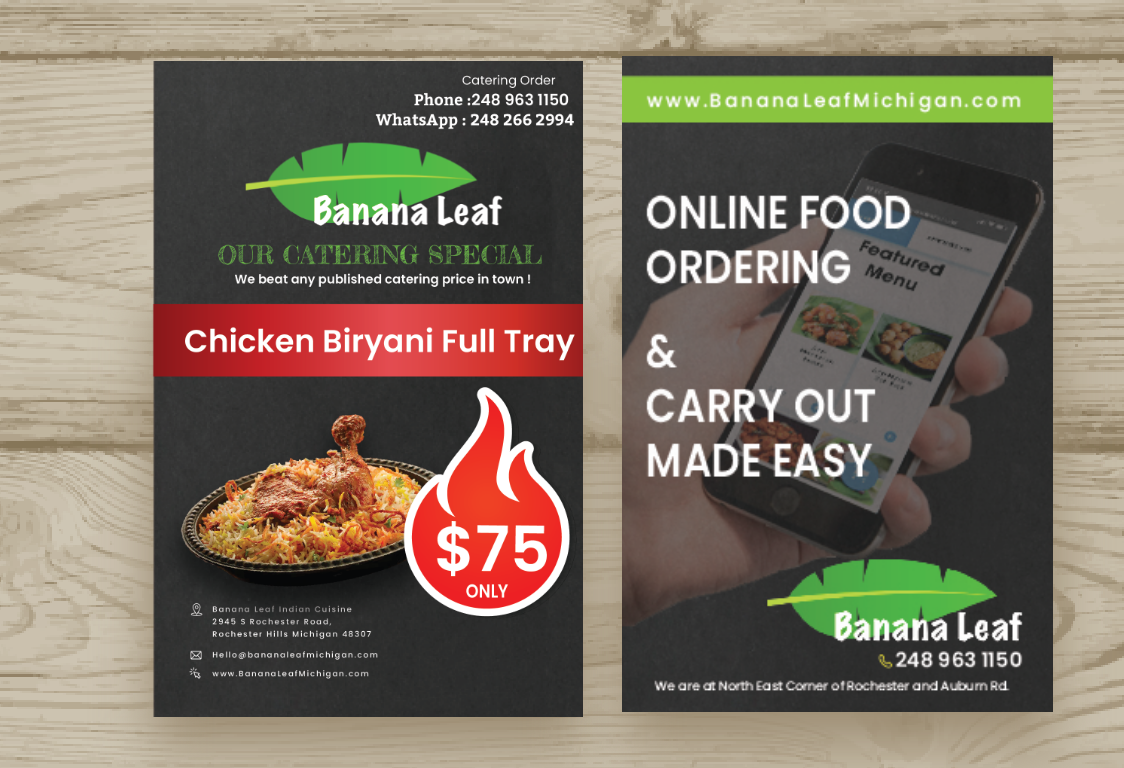 Catering Order
Phone :248 963 1150
WhatsApp : 248 266 2994
Banana Leaf
OUR CATERING SPECIAL
We beat any published catering price in town !
Chicken Biryani Full Tray
$75
ONLY
Banana Leaf Indian Cuisine
2945 S Rochester Road,
Rochester Hills Michigan 48307
Hello@bananaleafmichigan.com
www.BananaLeafMichigan.com
www.BananaLeafMichigan.com
ONLINE FOOD
ORDERING
&
CARRY OUT
MADE EASY
Featured
Menu
Banana Leaf
248 963 1150
We are at North East Corner of Rochester and Auburn Rd.